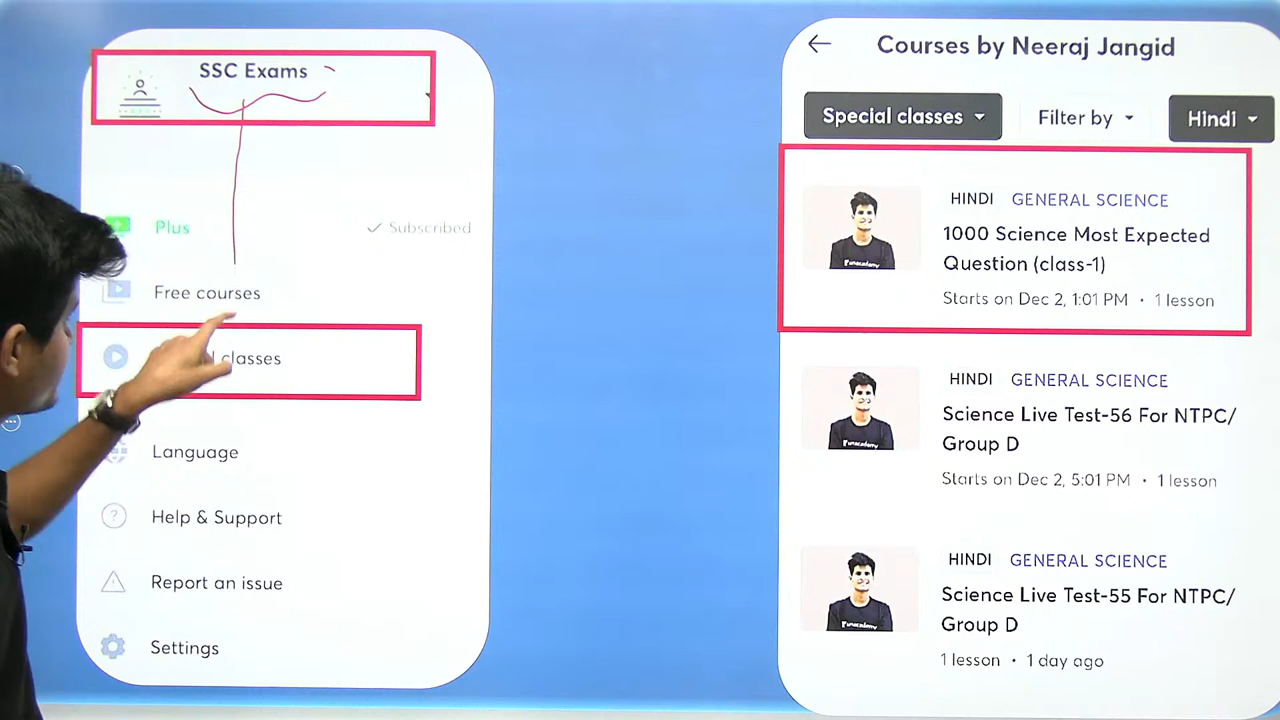 SSC Exams
Plus
Subscribed
Free courses
classes
Language
Help & Support
Report an issue
Settings
Courses by Neeraj Jangid
Special classes
Filter by
Hindi
HINDI GENERAL SCIENCE
1000 Science Most Expected
Question (class-1)
Starts on Dec 2, 1:01 PM • 1 lesson
unacademy
HINDI GENERAL SCIENCE
Science Live Test-56 For NTPC/
Group D
Starts on Dec 2, 5:01 PM • 1 lesson
unacademy
HINDI GENERAL SCIENCE
Science Live Test-55 For NTPC/
Group D
1 lesson • 1 day ago
unacademy